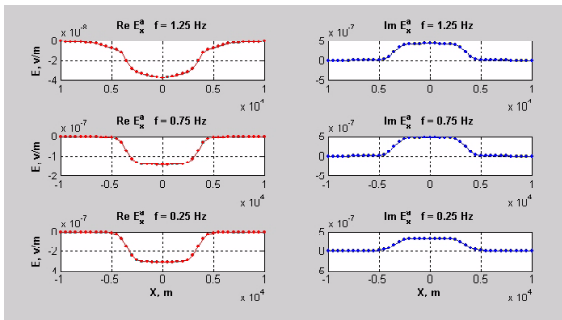 x 10⁻⁸ Re Eₓᵃ f = 1.25 Hz
0
-2
-4
E, v/m
-1 -0.5 0 0.5 1
x 10⁴
x 10⁻⁷ Im Eₓᵃ f = 1.25 Hz
5
0
-5
-1 -0.5 0 0.5 1
x 10⁴
x 10⁻⁷ Re Eₓᵃ f = 0.75 Hz
0
-1
-2
E, v/m
-1 -0.5 0 0.5 1
x 10⁴
x 10⁻⁷ Im Eₓᵃ f = 0.75 Hz
5
0
-5
-1 -0.5 0 0.5 1
x 10⁴
x 10⁻⁷ Re Eₓᵃ f = 0.25 Hz
0
-2
4
E, v/m
-1 -0.5 0 0.5 1
X, m
x 10⁴
x 10⁻⁷ Im Eₓᵃ f = 0.25 Hz
5
0
-1 -0.5 0 0.5 1
X, m
x 10⁴